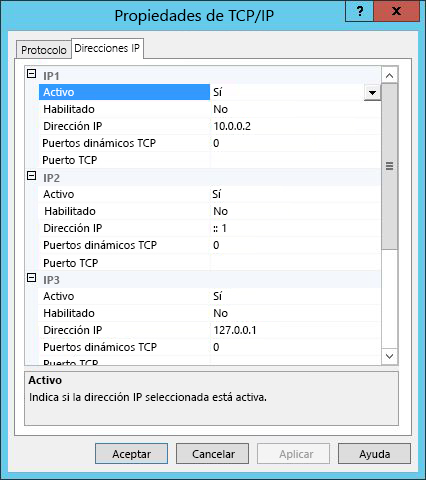 Propiedades de TCP/IP
? x
Protocolo Direcciones IP
IP1
Activo Sí
Habilitado No
Dirección IP 10.0.0.2
Puertos dinámicos TCP 0
Puerto TCP
IP2
Activo Sí
Habilitado No
Dirección IP :: 1
Puertos dinámicos TCP 0
Puerto TCP
IP3
Activo Sí
Habilitado No
Dirección IP 127.0.0.1
Puertos dinámicos TCP 0
Puerto TCP
Activo
Indica si la dirección IP seleccionada está activa.
Aceptar Cancelar Aplicar Ayuda